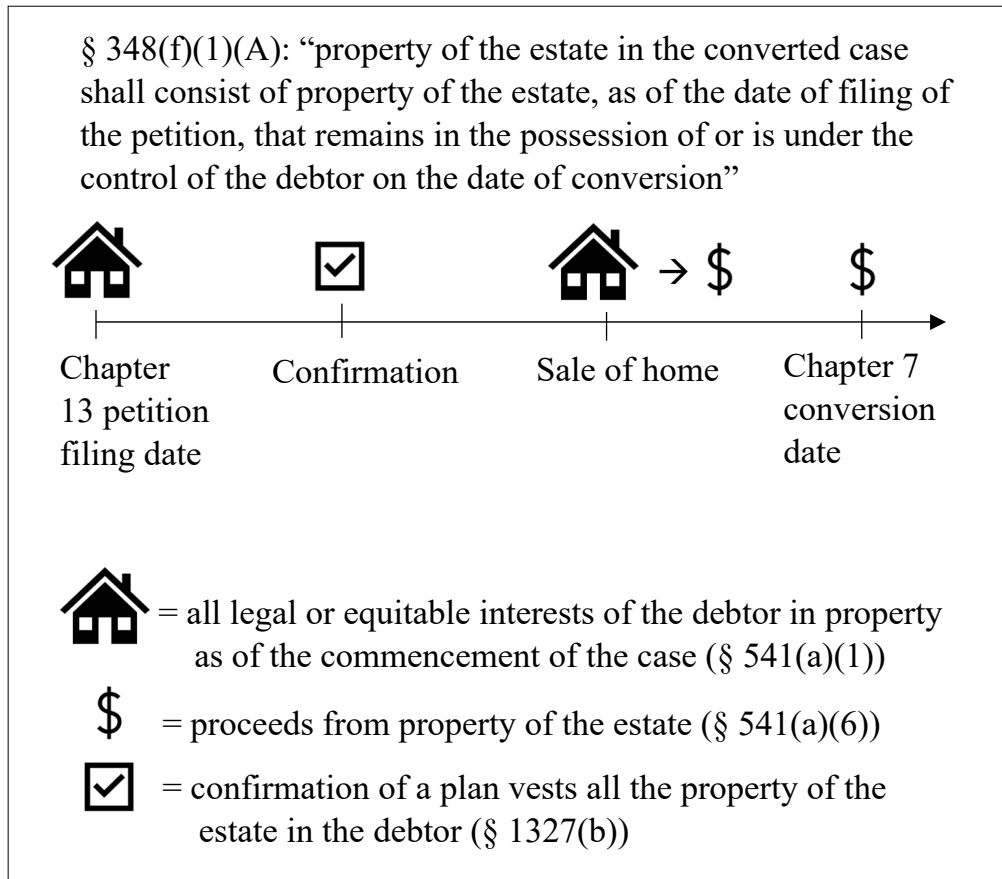 § 348(f)(1)(A): “property of the estate in the converted case
shall consist of property of the estate, as of the date of filing of
the petition, that remains in the possession of or is under the
control of the debtor on the date of conversion”
→ $ $
Chapter
13 petition
filing date
Confirmation
Sale of home
Chapter 7
conversion
date
= all legal or equitable interests of the debtor in property
as of the commencement of the case (§ 541(a)(1))
$ = proceeds from property of the estate (§ 541(a)(6))
= confirmation of a plan vests all the property of the
estate in the debtor (§ 1327(b))